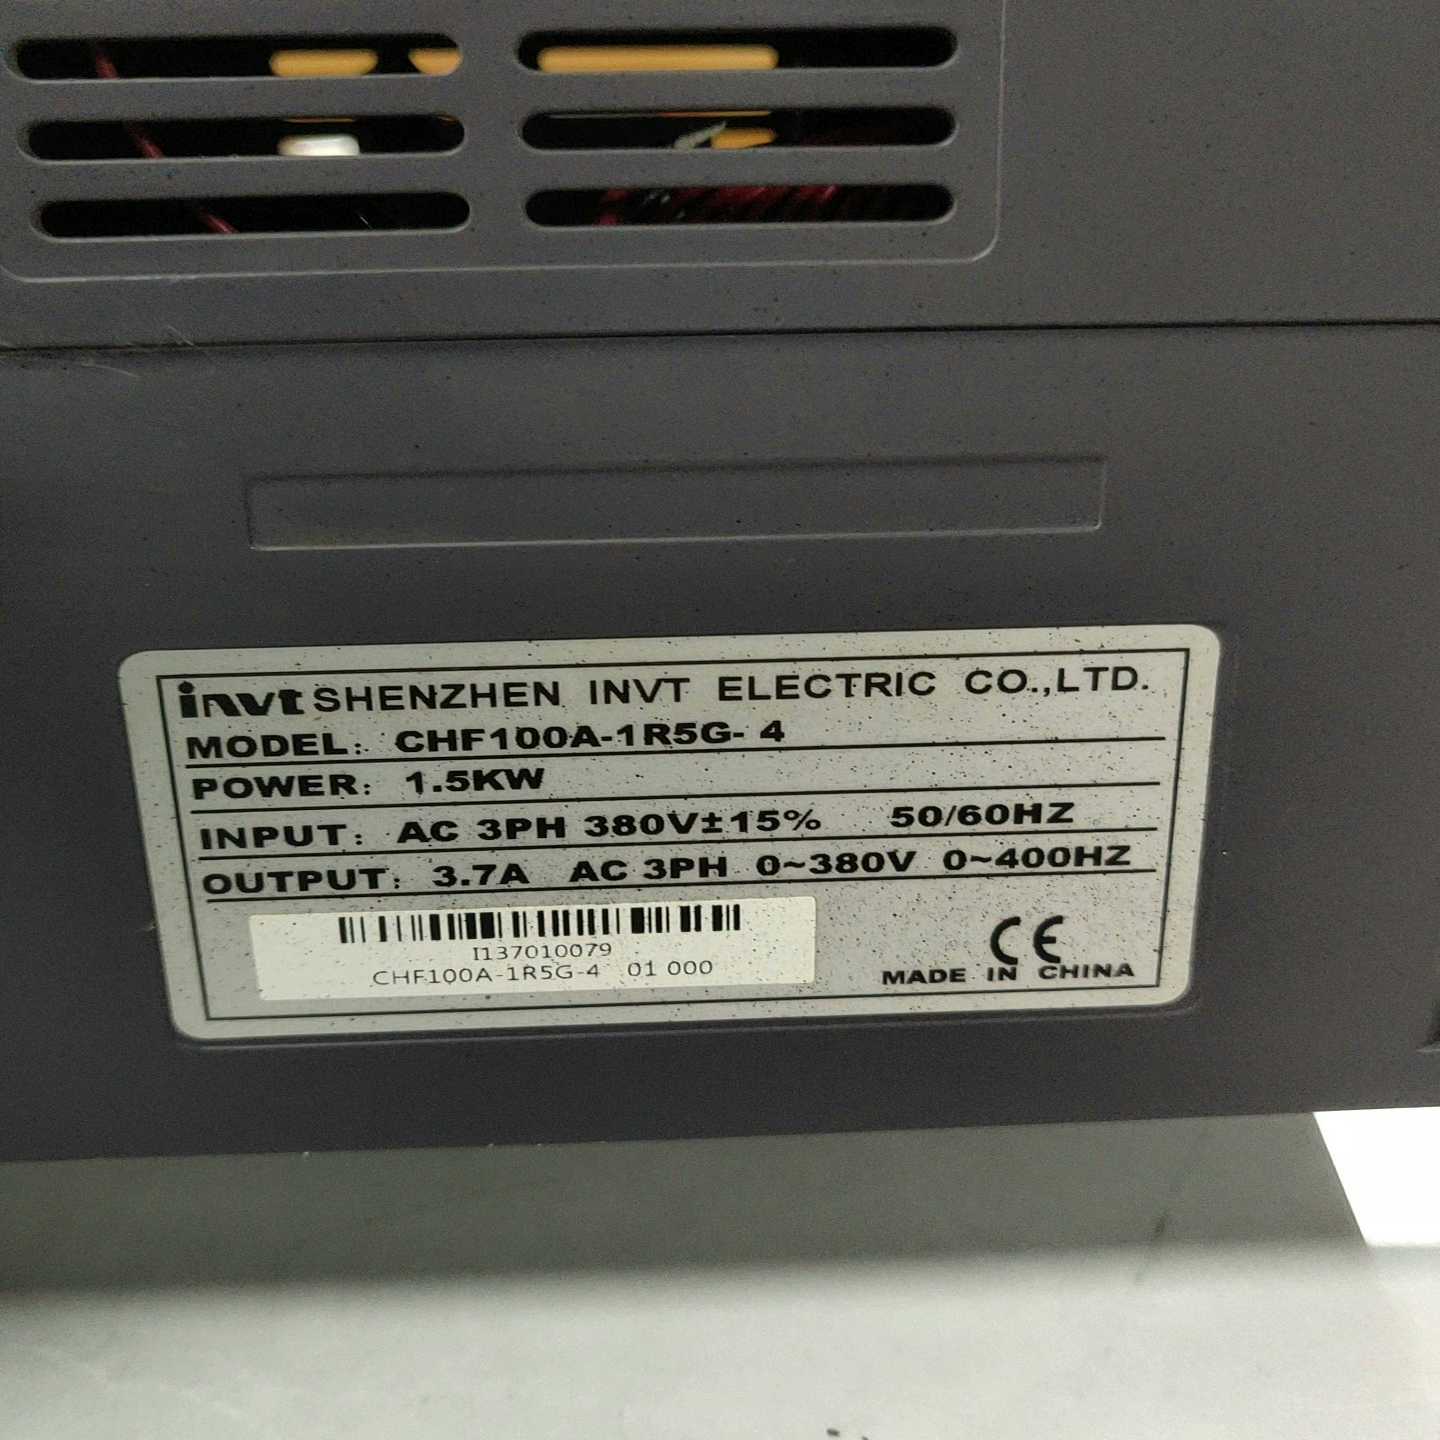 invt SHENZHEN INVT ELECTRIC CO.,LTD.
MODEL: CHF100A-1R5G- 4
POWER: 1.5KW
INPUT: AC 3PH 380V±15% 50/60HZ
OUTPUT: 3.7A AC 3PH 0~380V 0~400HZ
I137010079
CHF100A-1R5G-4 01 000
CE
MADE IN CHINA